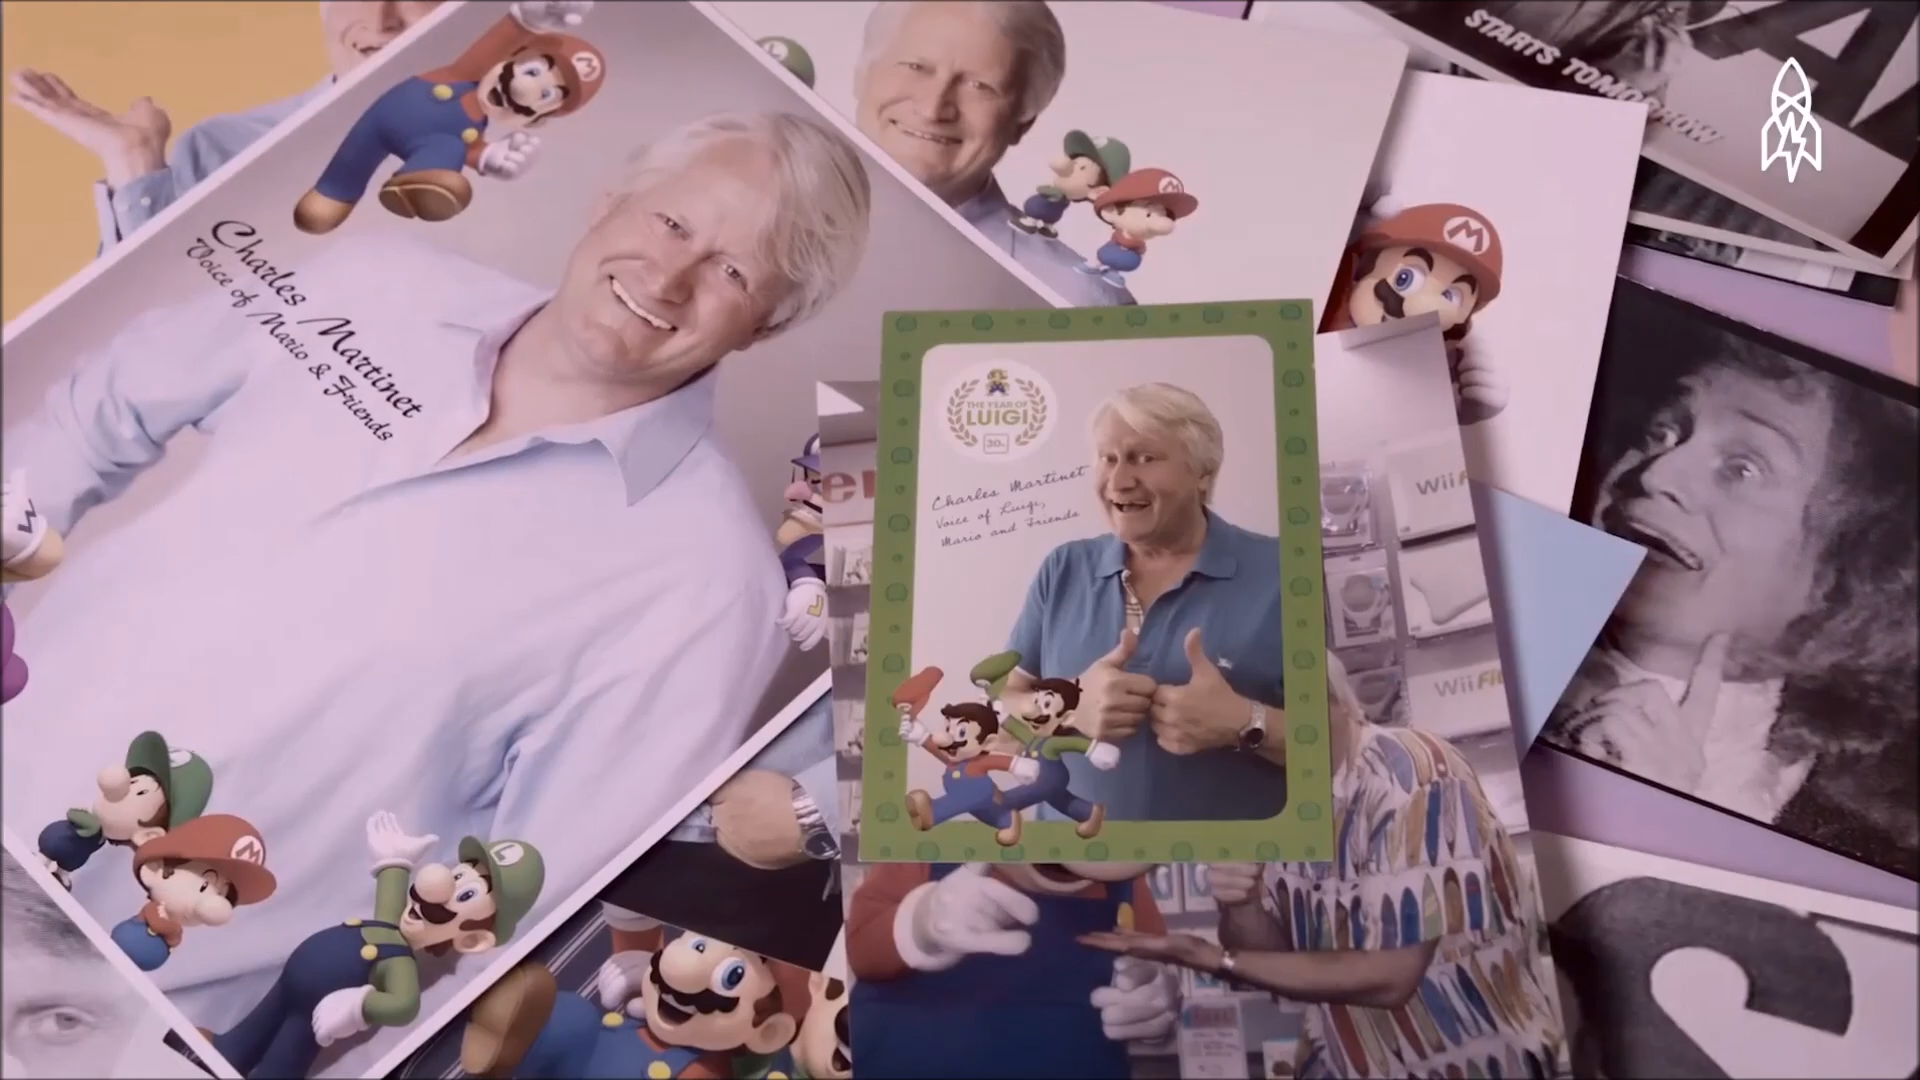 STARTS TOMORROW
Charles Martinet
Voice of Mario & Friends
THE YEAR OF
LUIGI
30th
Charles Martinet
Voice of Luigi,
Mario and Friends
Wii
Wii Fit